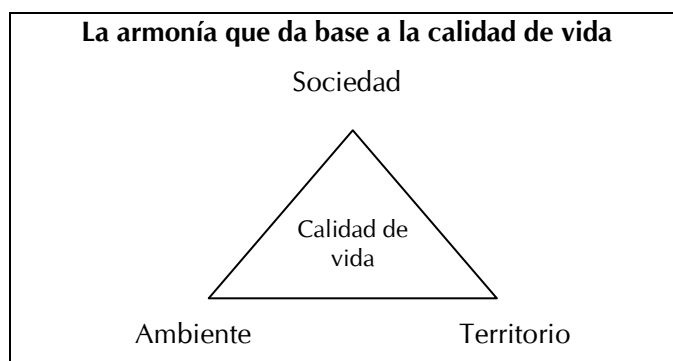 La armonía que da base a la calidad de vida
Sociedad
Calidad de
vida
Ambiente
Territorio